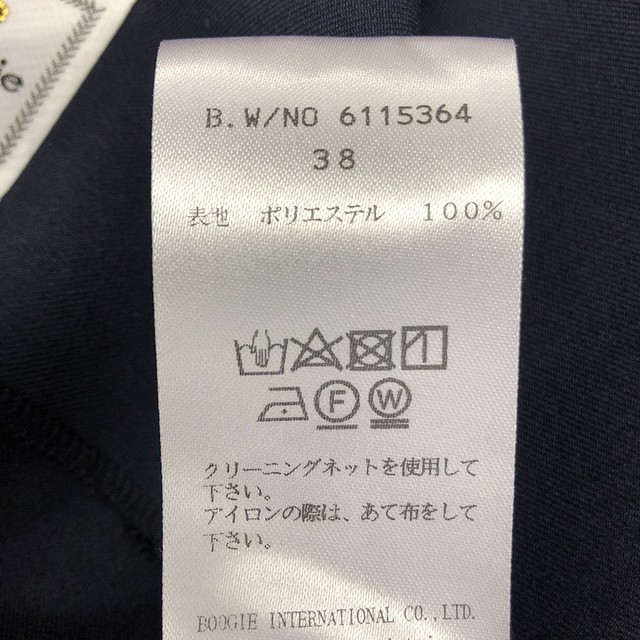 B.W/NO 6115364
38
表地 ポリエステル 100%
F W
クリーニングネットを使用して
下さい。
アイロンの際は、あて布をして
下さい。
BOOGIE INTERNATIONAL CO.,LTD.